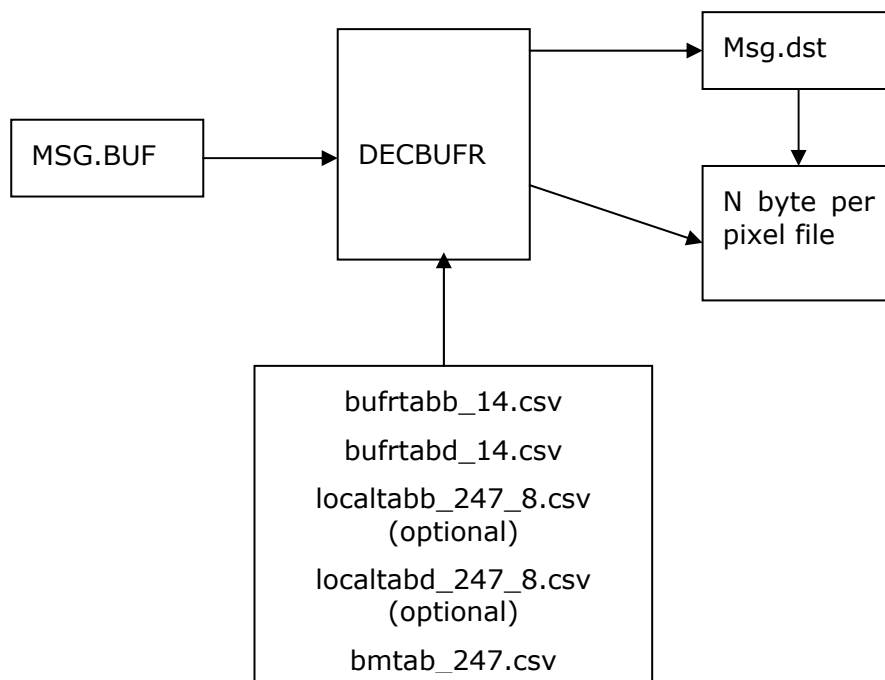 Msg.dst
MSG.BUF
DECBUFR
N byte per
pixel file
bufrtabb_14.csv
bufrtabd_14.csv
localtabb_247_8.csv
(optional)
localtabd_247_8.csv
(optional)
bmtab_247.csv